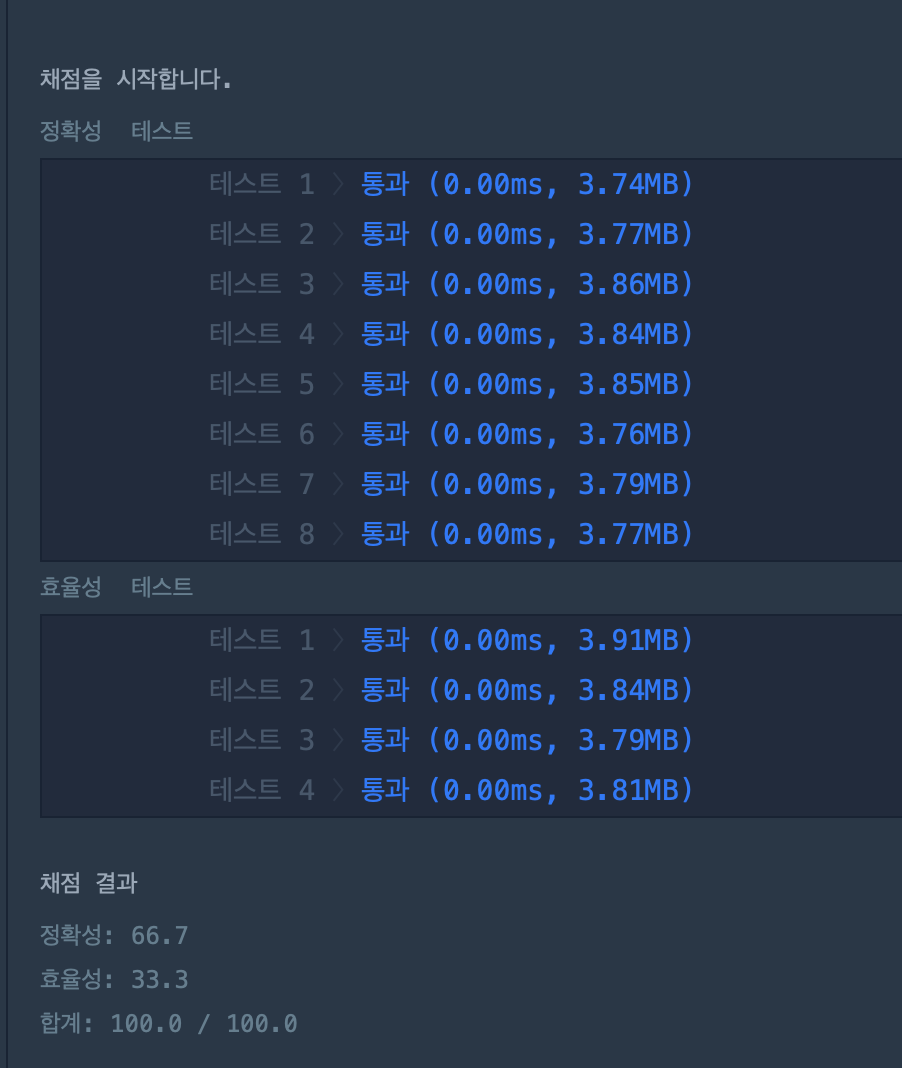 채점을 시작합니다.
정확성 테스트
테스트 1 〉 통과 (0.00ms, 3.74MB)
테스트 2 〉 통과 (0.00ms, 3.77MB)
테스트 3 〉 통과 (0.00ms, 3.86MB)
테스트 4 〉 통과 (0.00ms, 3.84MB)
테스트 5 〉 통과 (0.00ms, 3.85MB)
테스트 6 〉 통과 (0.00ms, 3.76MB)
테스트 7 〉 통과 (0.00ms, 3.79MB)
테스트 8 〉 통과 (0.00ms, 3.77MB)
효율성 테스트
테스트 1 〉 통과 (0.00ms, 3.91MB)
테스트 2 〉 통과 (0.00ms, 3.84MB)
테스트 3 〉 통과 (0.00ms, 3.79MB)
테스트 4 〉 통과 (0.00ms, 3.81MB)
채점 결과
정확성: 66.7
효율성: 33.3
합계: 100.0 / 100.0